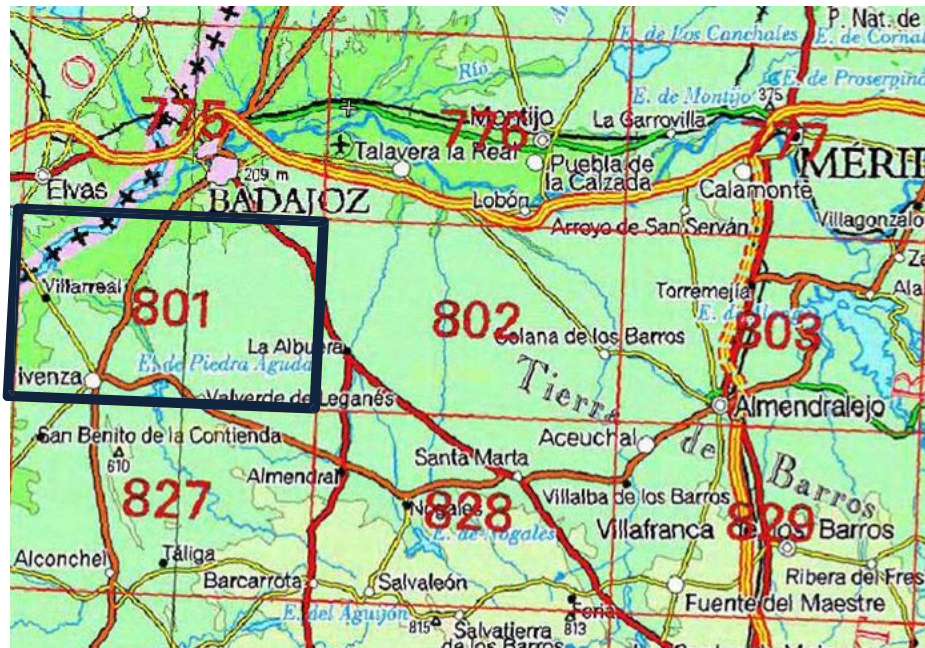 P. Nat. de
E. de Los Canchales
E. de Cornal
Río
E. de Proserpina
E. de Montijo
375
775
776
Montijo
La Garrovilla
777
Talavera la Real
Puebla de
la Calzada
MÉRI
Elvas
209 m
BADAJOZ
Lobón
Calamonte
Arroyo de San Serván
Villagonzalo
Za
Villarreal
Torremejía
Ala
801
802
803
Solana de los Barros
La Albuera
E. de Piedra Aguda
Tierra
ivenza
Valverde de Leganés
Almendralejo
San Benito de la Contienda
Aceuchal
de
610
Santa Marta
Barros
Almendral
827
Villalba de los Barros
Nogales
828
829
E. de Nogales
Villafranca de los Barros
Alconchel
Táliga
Barcarrota
Salvaleón
Ribera del Fres
Feria
Fuente del Maestre
E. del Aguijón
815
Salvatierra
de los Barros
813